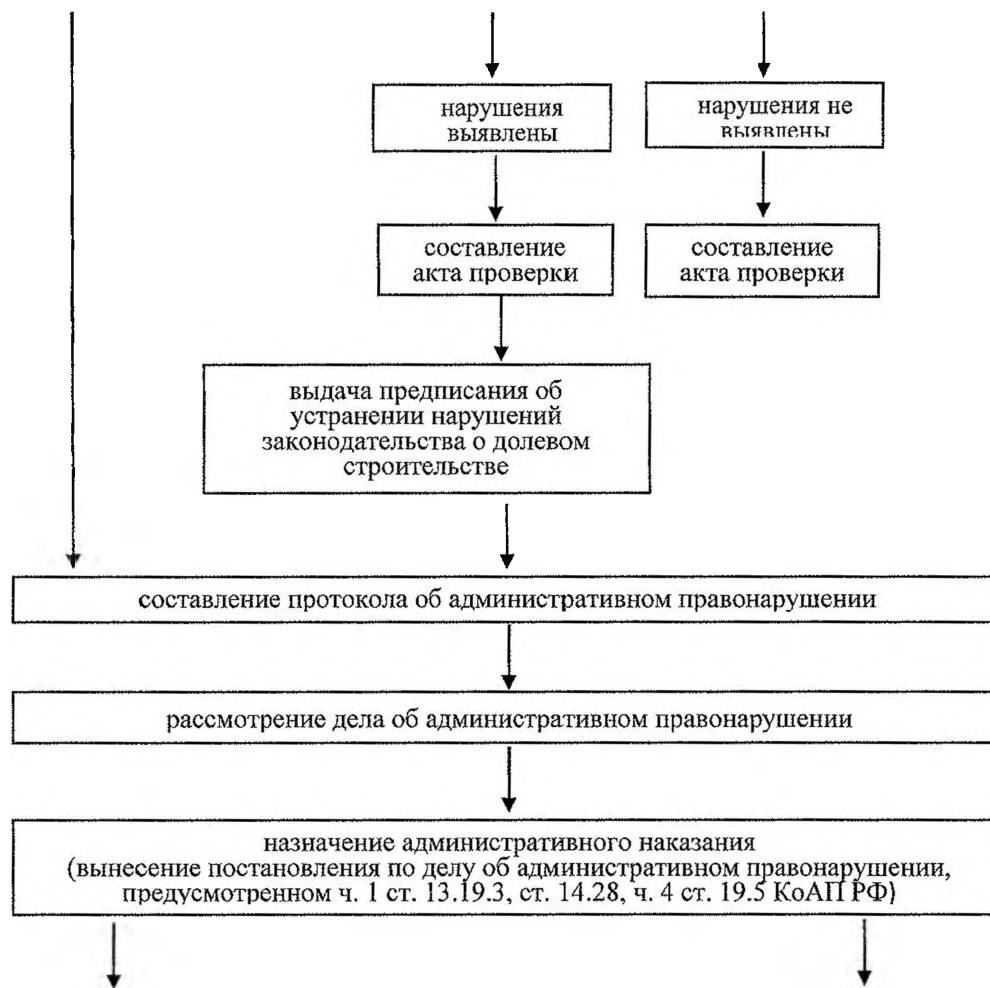 нарушения
выявлены
нарушения не
выявлены
составление
акта проверки
составление
акта проверки
выдача предписания об
устранении нарушений
законодательства о долевом
строительстве
составление протокола об административном правонарушении
рассмотрение дела об административном правонарушении
назначение административного наказания
(вынесение постановления по делу об административном правонарушении,
предусмотренном ч. 1 ст. 13.19.3, ст. 14.28, ч. 4 ст. 19.5 КоАП РФ)